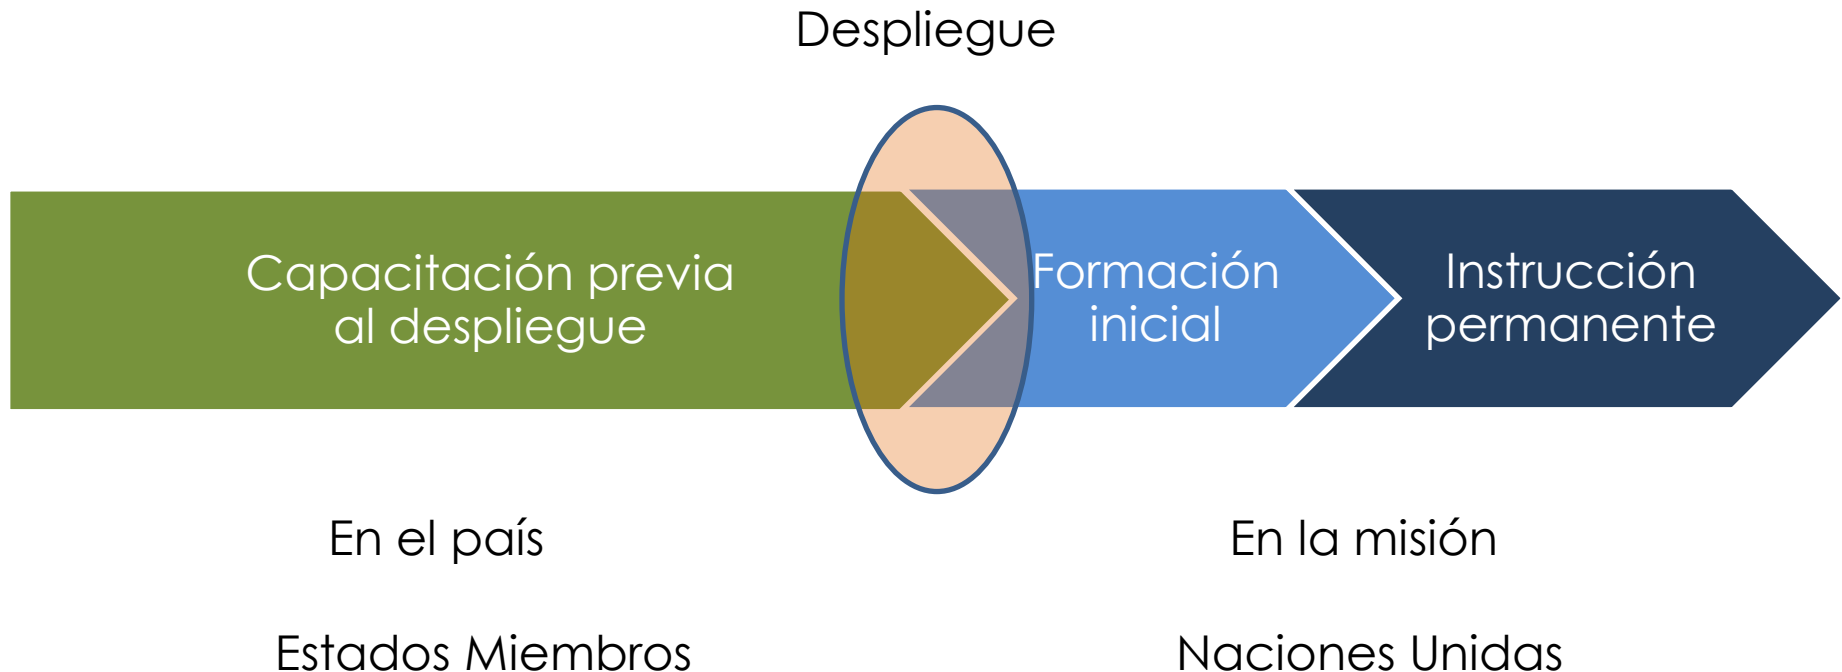 Despliegue
Capacitación previa
al despliegue
Formación
inicial
Instrucción
permanente
En el país
En la misión
Estados Miembros
Naciones Unidas